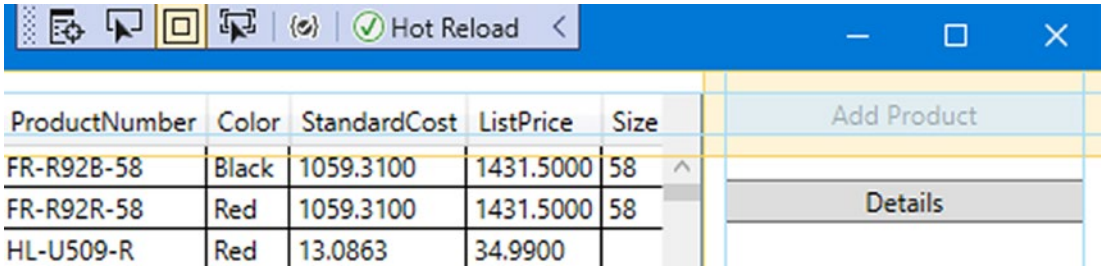 Hot Reload
ProductNumber Color StandardCost ListPrice Size
Add Product
FR-R92B-58 Black 1059.3100 1431.5000 58
Details
FR-R92R-58 Red 1059.3100 1431.5000 58
HL-U509-R Red 13.0863 34.9900